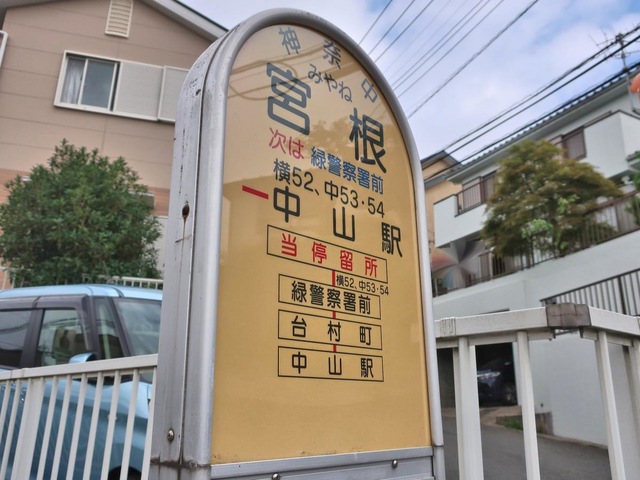 神奈中
みやね
宮根
次は 緑警察署前
横52、中53・54
中山駅
当停留所
横52、中53・54
緑警察署前
台村町
中山駅